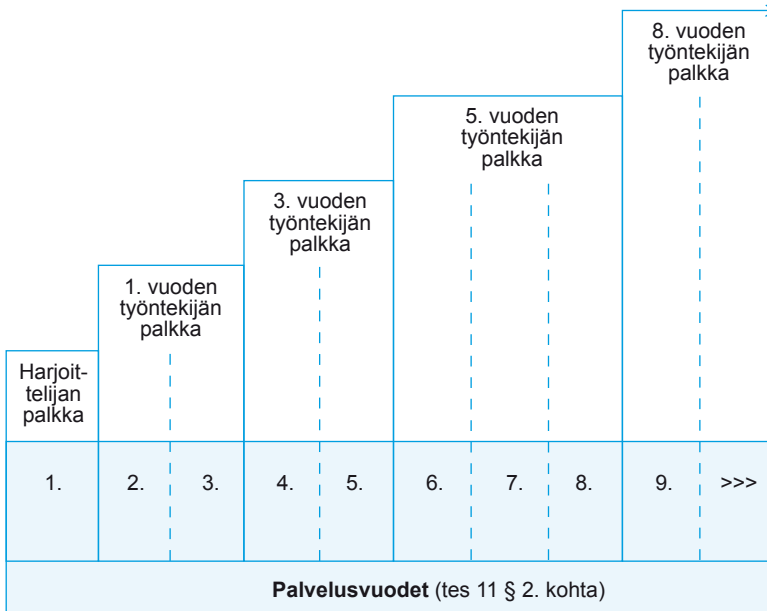 8. vuoden
työntekijän
palkka
5. vuoden
työntekijän
palkka
3. vuoden
työntekijän
palkka
1. vuoden
työntekijän
palkka
Harjoit-
telijan
palkka
1. 2. 3. 4. 5. 6. 7. 8. 9. >>>
Palvelusvuodet (tes 11 § 2. kohta)